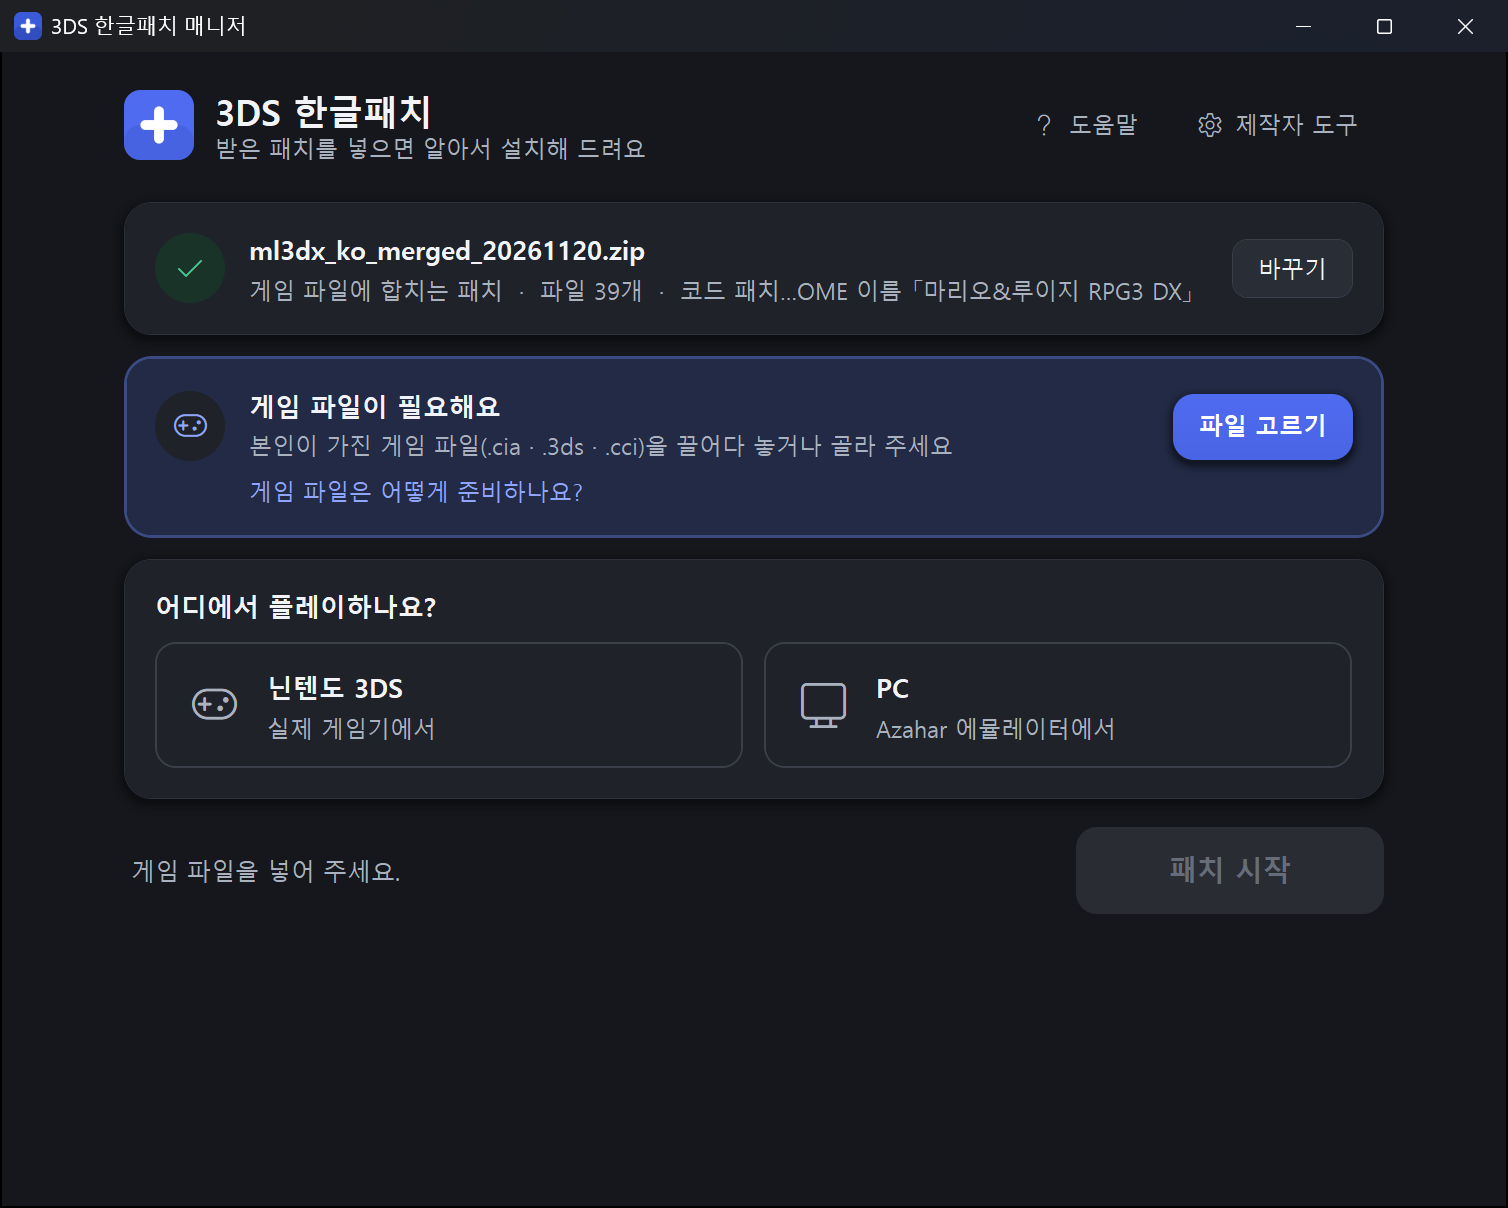 3DS 한글패치 매니저
3DS 한글패치
받은 패치를 넣으면 알아서 설치해 드려요
? 도움말
제작자 도구
ml3dx_ko_merged_20261120.zip
게임 파일에 합치는 패치 · 파일 39개 · 코드 패치...OME 이름「마리오&루이지 RPG3 DX」
바꾸기
게임 파일이 필요해요
본인이 가진 게임 파일(.cia · .3ds · .cci)을 끌어다 놓거나 골라 주세요
게임 파일은 어떻게 준비하나요?
파일 고르기
어디에서 플레이하나요?
닌텐도 3DS
실제 게임기에서
PC
Azahar 에뮬레이터에서
게임 파일을 넣어 주세요.
패치 시작